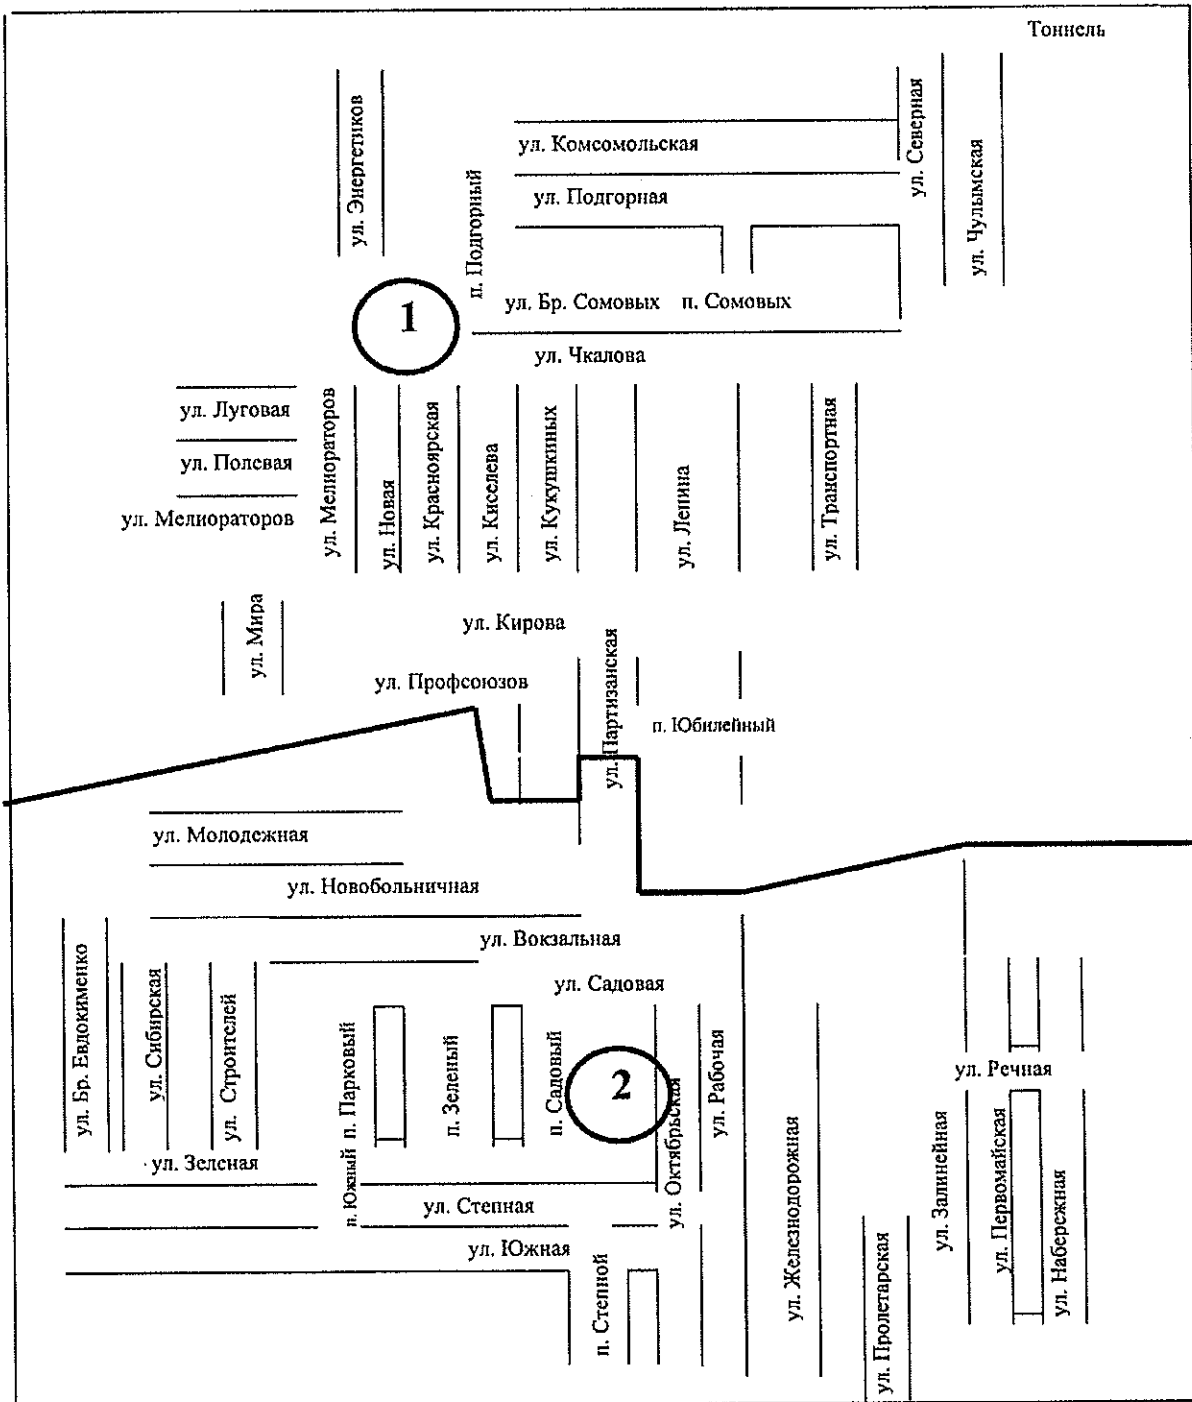 Тоннель
ул. Энергетиков
ул. Комсомольская
ул. Северная
ул. Подгорная
ул. Чулымская
п. Подгорный
1
ул. Бр. Сомовых
п. Сомовых
ул. Чкалова
ул. Луговая
ул. Полевая
ул. Мелиораторов
ул. Мелиораторов
ул. Новая
ул. Красноярская
ул. Киселева
ул. Кукушкиных
ул. Ленина
ул. Транспортная
ул. Мира
ул. Кирова
ул. Профсоюзов
ул. Партизанская
п. Юбилейный
ул. Молодежная
ул. Новобольничная
ул. Вокзальная
ул. Садовая
ул. Бр. Евдокименко
ул. Сибирская
ул. Строителей
п. Парковый
п. Зеленый
п. Садовый
2
ул. Октябрьская
ул. Рабочая
ул. Речная
ул. Зеленая
п. Южный
ул. Степная
ул. Южная
п. Степной
ул. Железнодорожная
ул. Пролетарская
ул. Залинейная
ул. Первомайская
ул. Набережная